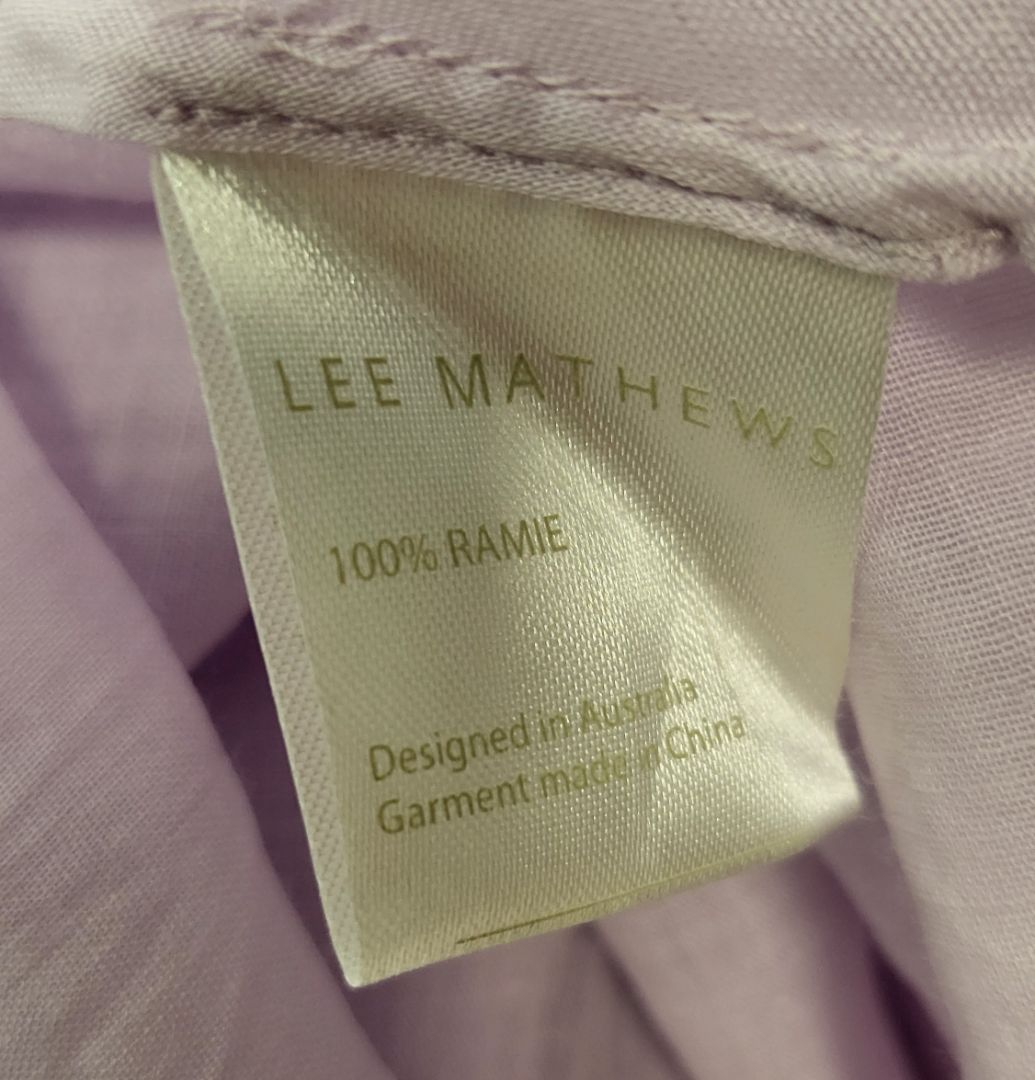 LEE MATHEWS
100% RAMIE
Designed in Australia
Garment made in China